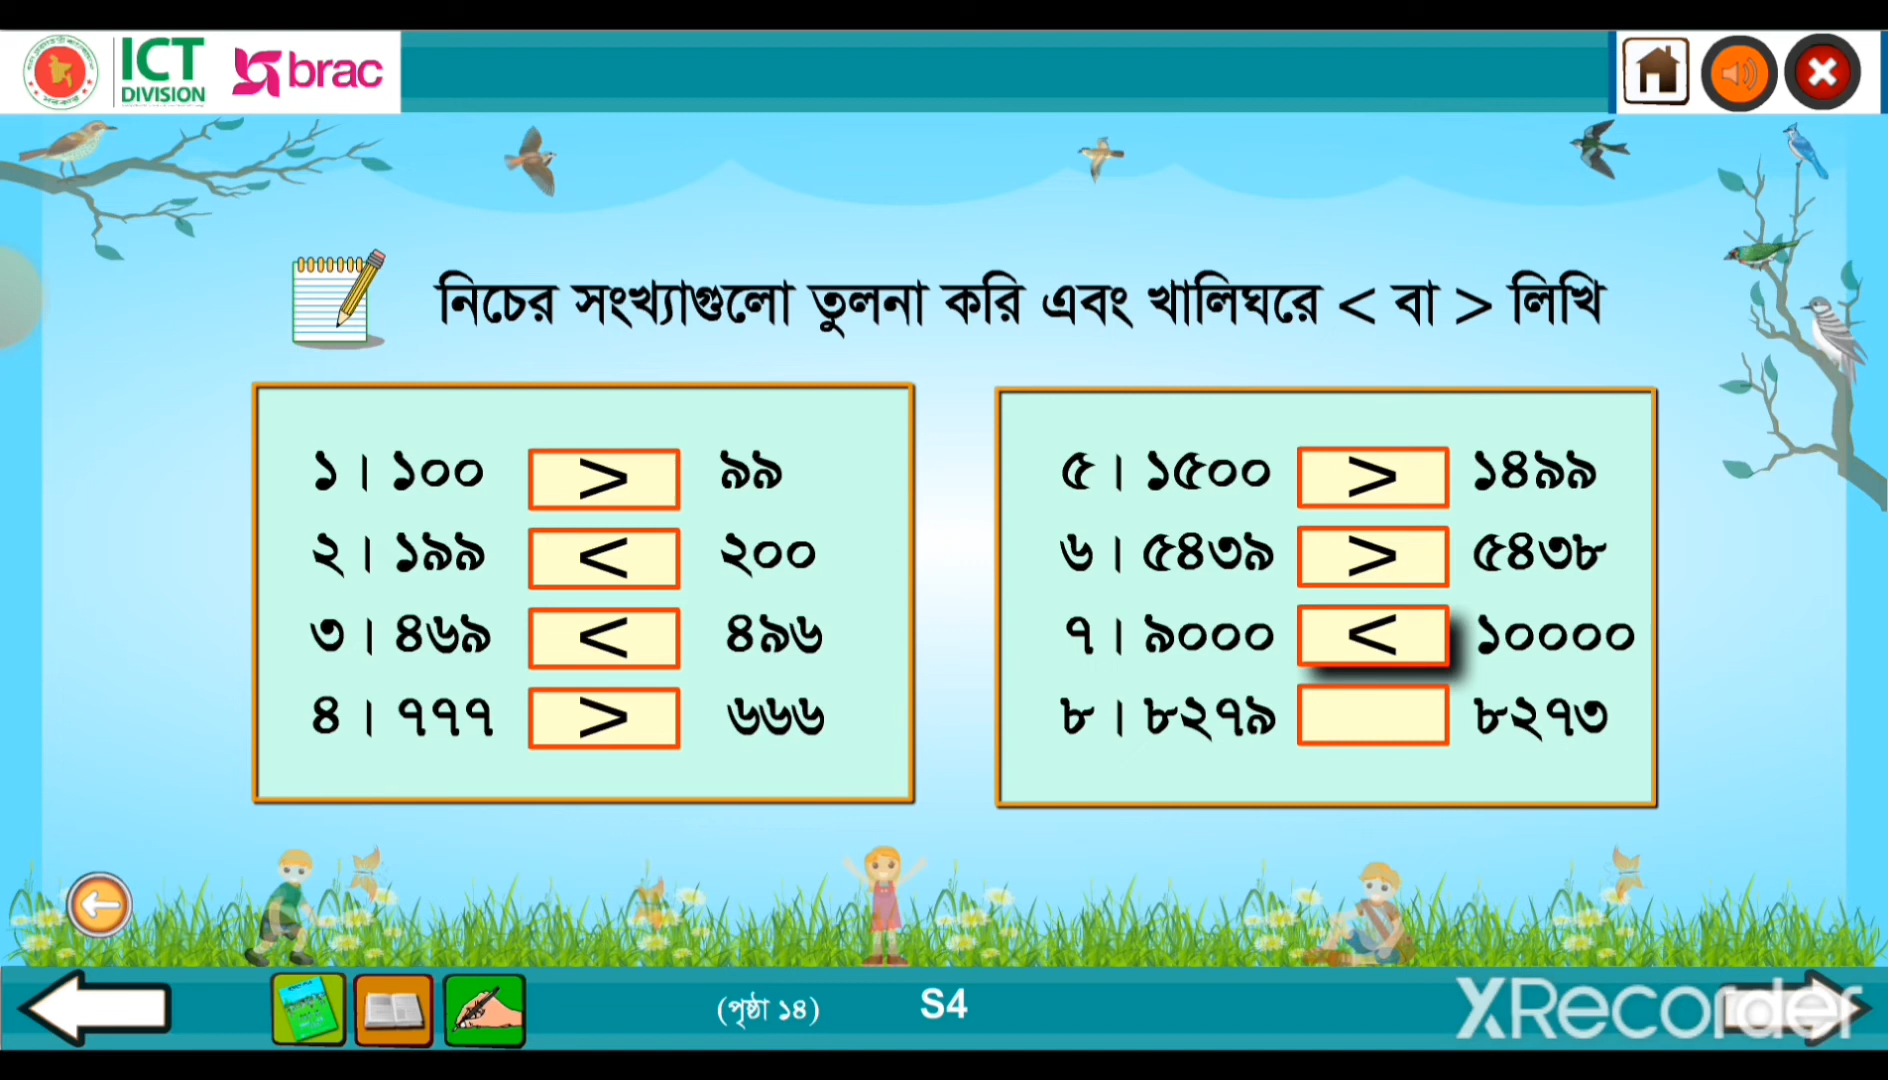 ICT
DIVISION
brac
নিচের সংখ্যাগুলো তুলনা করি এবং খালিঘরে < বা > লিখি
১। ১০০ > ৯৯
২। ১৯৯ < ২০০
৩। ৪৬৯ < ৪৯৬
৪। ৭৭৭ > ৬৬৬
৫। ১৫০০ > ১৪৯৯
৬। ৫৪৩৯ > ৫৪৩৮
৭। ৯০০০ < ১০০০০
৮। ৮২৭৯ ৮২৭৩
(পৃষ্ঠা ১৪)
S4
XRecorder